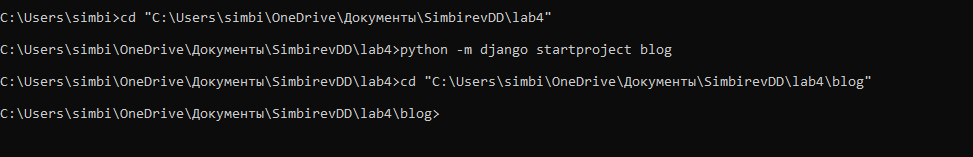 C:\Users\simbi>cd "C:\Users\simbi\OneDrive\Документы\SimbirevDD\lab4"
C:\Users\simbi\OneDrive\Документы\SimbirevDD\lab4>python -m django startproject blog
C:\Users\simbi\OneDrive\Документы\SimbirevDD\lab4>cd "C:\Users\simbi\OneDrive\Документы\SimbirevDD\lab4\blog"
C:\Users\simbi\OneDrive\Документы\SimbirevDD\lab4\blog>